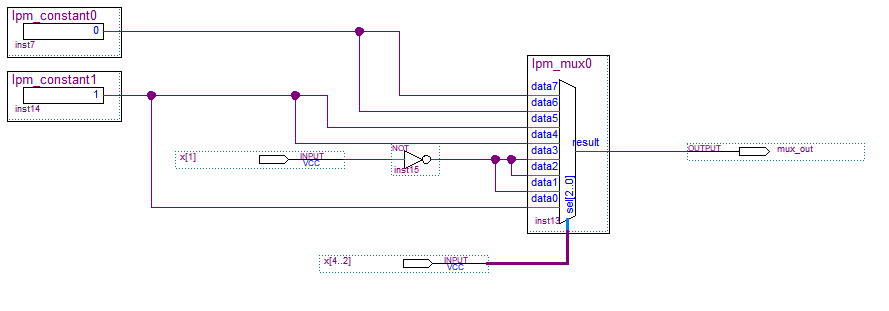 lpm_constant0
0
inst7
lpm_constant1
1
inst14
lpm_mux0
data7
data6
data5
data4
data3
data2
data1
data0
result
sel[2..0]
inst13
x[1]
INPUT
VCC
NOT
inst15
OUTPUT
mux_out
x[4..2]
INPUT
VCC